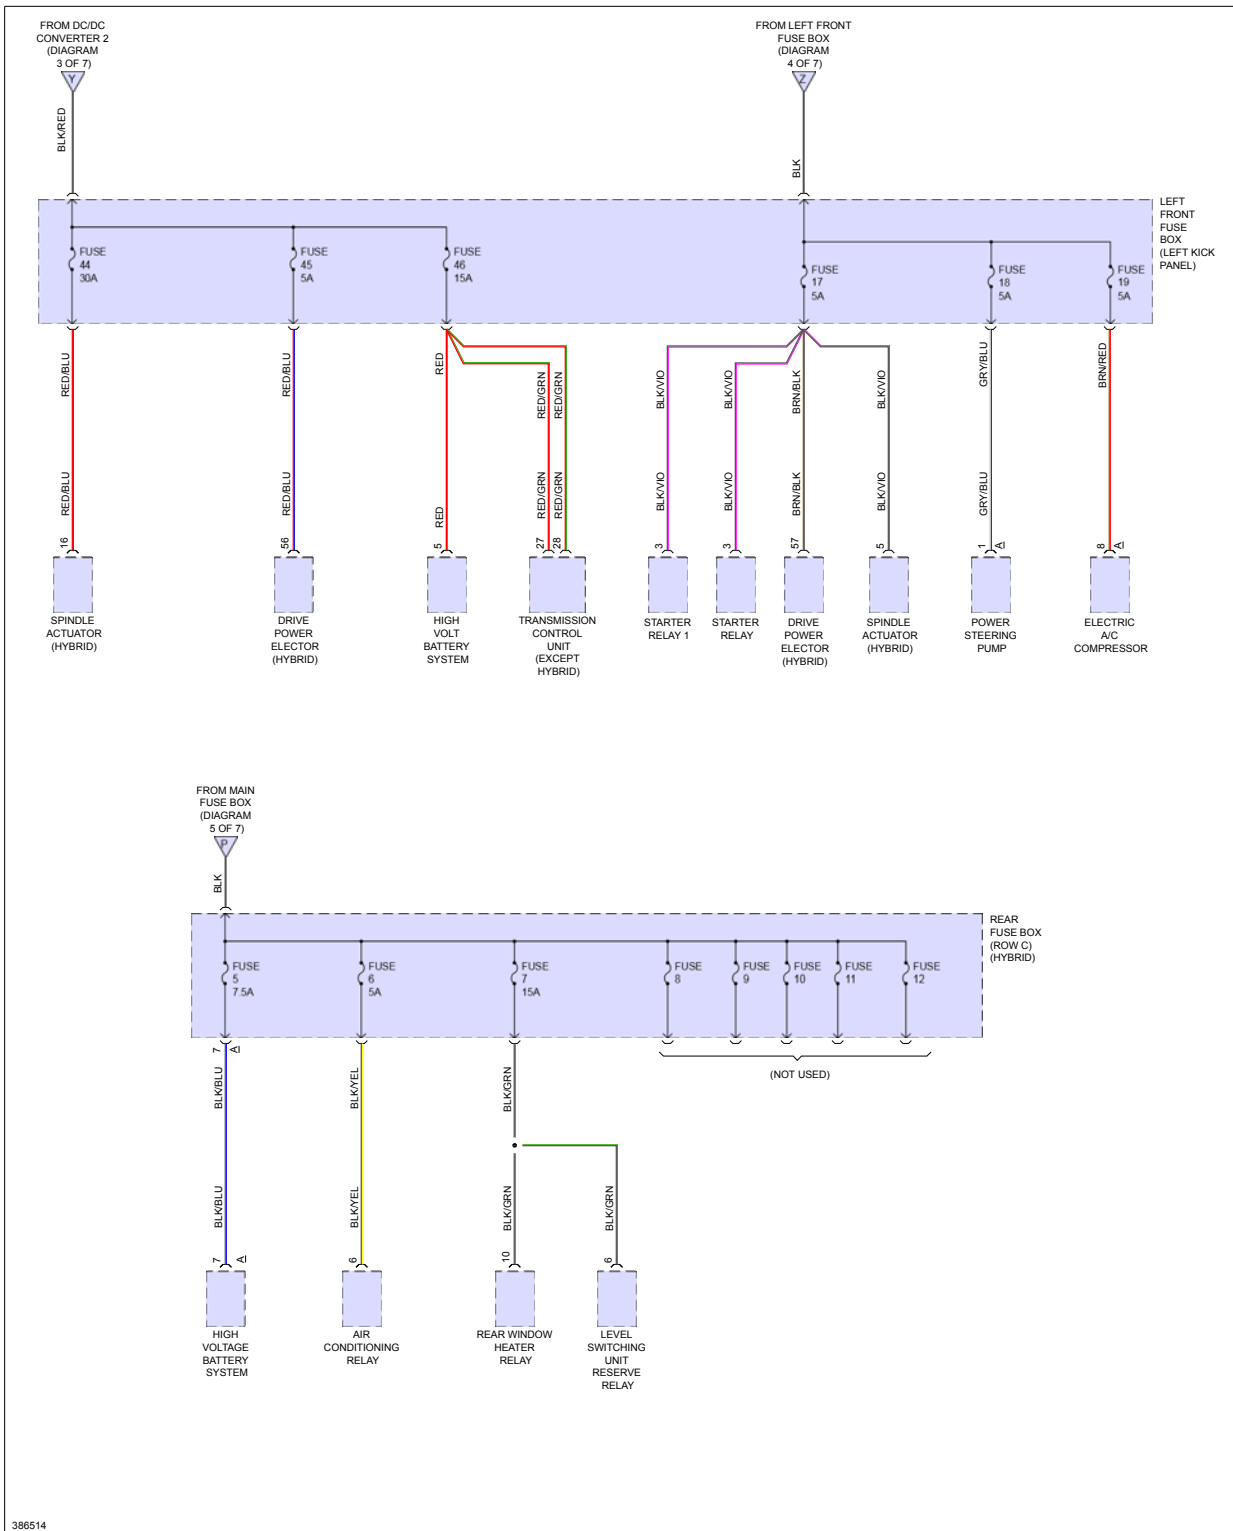 FROM DC/DC
CONVERTER 2
(DIAGRAM
3 OF 7)
Y
BLK/RED
FROM LEFT FRONT
FUSE BOX
(DIAGRAM
4 OF 7)
Z
BLK
LEFT
FRONT
FUSE
BOX
(LEFT KICK
PANEL)
FUSE
44
30A
FUSE
45
5A
FUSE
46
15A
FUSE
17
5A
FUSE
18
5A
FUSE
19
5A
RED/BLU
RED/BLU
RED
RED/GRN
RED/GRN
BLK/VIO
BLK/VIO
BRN/BLK
BLK/VIO
GRY/BLU
BRN/RED
RED/BLU
RED/BLU
RED
RED/GRN
RED/GRN
BLK/VIO
BLK/VIO
BRN/BLK
BLK/VIO
GRY/BLU
BRN/RED
16
56
5
27
28
3
3
57
5
1
A
8
A
SPINDLE
ACTUATOR
(HYBRID)
DRIVE
POWER
ELECTOR
(HYBRID)
HIGH
VOLT
BATTERY
SYSTEM
TRANSMISSION
CONTROL
UNIT
(EXCEPT
HYBRID)
STARTER
RELAY 1
STARTER
RELAY
DRIVE
POWER
ELECTOR
(HYBRID)
SPINDLE
ACTUATOR
(HYBRID)
POWER
STEERING
PUMP
ELECTRIC
A/C
COMPRESSOR
FROM MAIN
FUSE BOX
(DIAGRAM
5 OF 7)
P
BLK
REAR
FUSE BOX
(ROW C)
(HYBRID)
FUSE
5
7.5A
FUSE
6
5A
FUSE
7
15A
FUSE
8
FUSE
9
FUSE
10
FUSE
11
FUSE
12
(NOT USED)
7
A
BLK/BLU
BLK/YEL
BLK/GRN
BLK/BLU
BLK/YEL
BLK/GRN
BLK/GRN
7
A
6
10
6
HIGH
VOLTAGE
BATTERY
SYSTEM
AIR
CONDITIONING
RELAY
REAR WINDOW
HEATER
RELAY
LEVEL
SWITCHING
UNIT
RESERVE
RELAY
386514